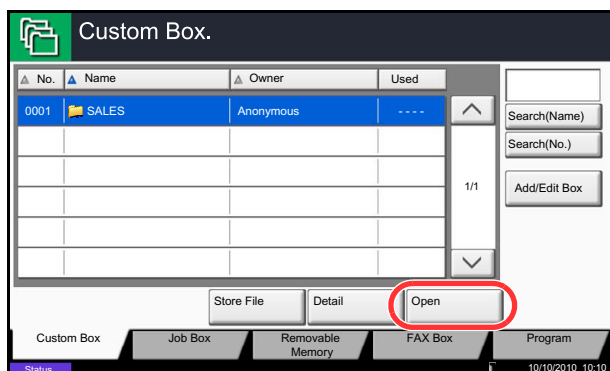 Custom Box.
No. Name Owner Used
0001 SALES Anonymous ----
Search(Name)
Search(No.)
1/1
Add/Edit Box
Store File Detail Open
Custom Box Job Box Removable Memory FAX Box Program
Status 10/10/2010 10:10